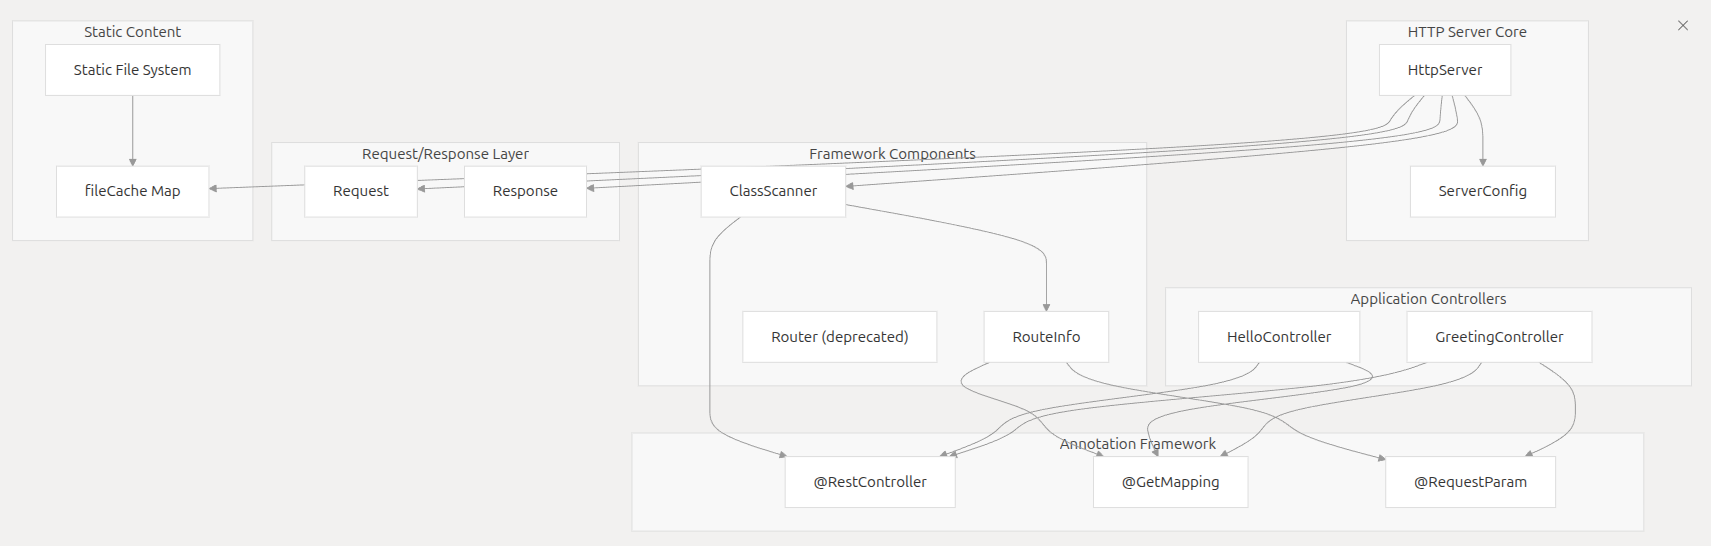 Static Content
Static File System
fileCache Map
Request/Response Layer
Request
Response
Framework Components
ClassScanner
Router (deprecated)
RouteInfo
HTTP Server Core
HttpServer
ServerConfig
Application Controllers
HelloController
GreetingController
Annotation Framework
@RestController
@GetMapping
@RequestParam